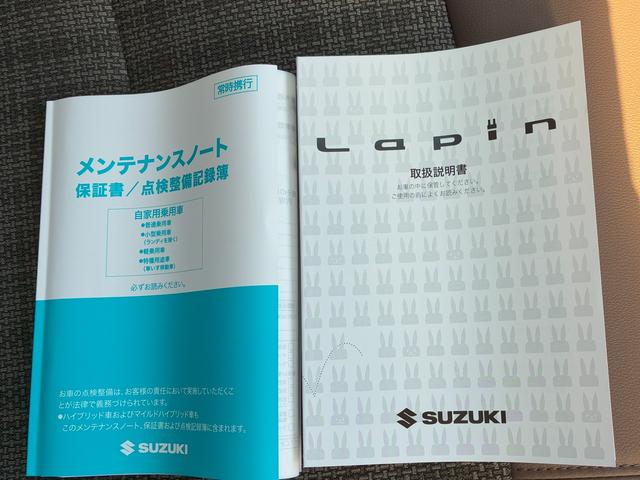 常時携行
メンテナンスノート
保証書/点検整備記録簿
自家用乗用車
●普通乗用車
●小型乗用車
(ランディを除く)
●軽乗用車
●特種用途車
(車いす移動車)
必ずお読みください。
お車の点検整備は、お客様の責任において実施していただくこ
とが法律で義務づけられています。
●ハイブリッド車およびマイルドハイブリッド車も
このメンテナンスノート、保証書および点検記録簿に含まれます。
SUZUKI
Lapin
取扱説明書
お車の中に保管してください。
ご使用の前によくお読みください。
SUZUKI